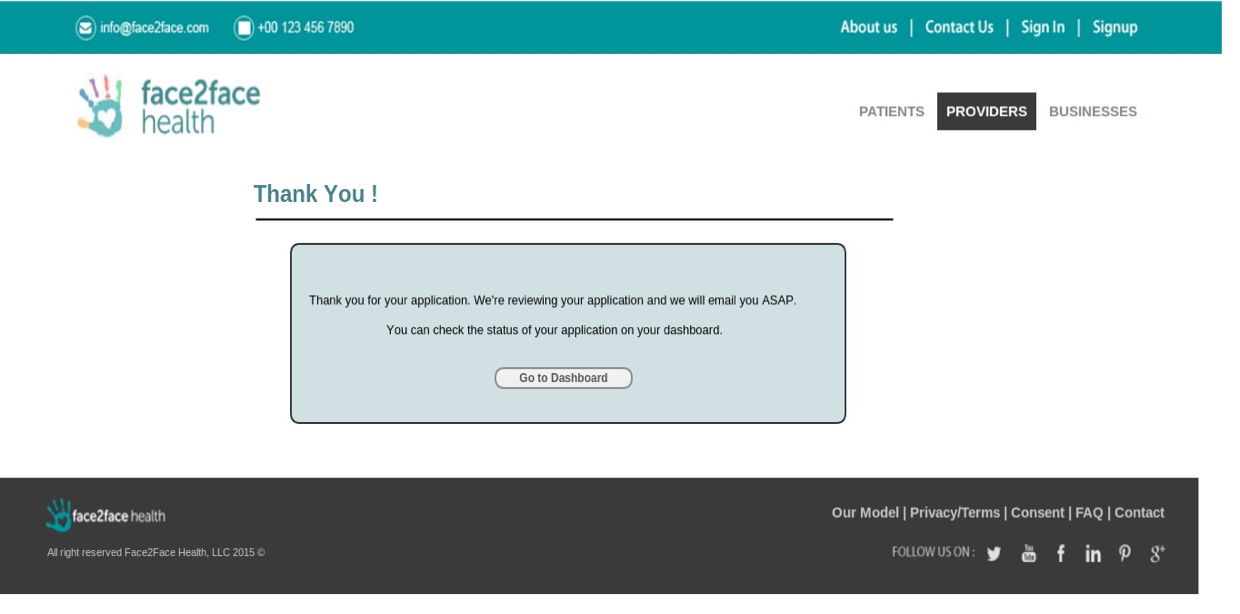 info@face2face.com +00 123 456 7890 About us | Contact Us | Sign In | Signup
face2face
health
PATIENTS PROVIDERS BUSINESSES
Thank You !
Thank you for your application. We're reviewing your application and we will email you ASAP.
You can check the status of your application on your dashboard.
Go to Dashboard
face2face health
Our Model | Privacy/Terms | Consent | FAQ | Contact
All right reserved Face2Face Health, LLC 2015 ©
FOLLOW US ON :